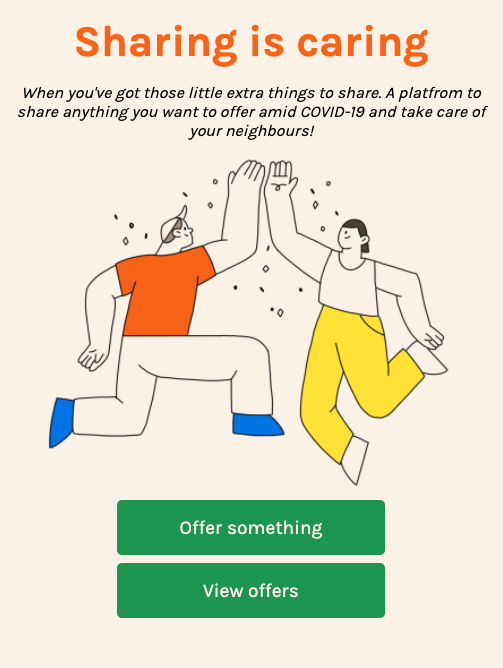 Sharing is caring
When you've got those little extra things to share. A platfrom to
share anything you want to offer amid COVID-19 and take care of
your neighbours!
Offer something
View offers